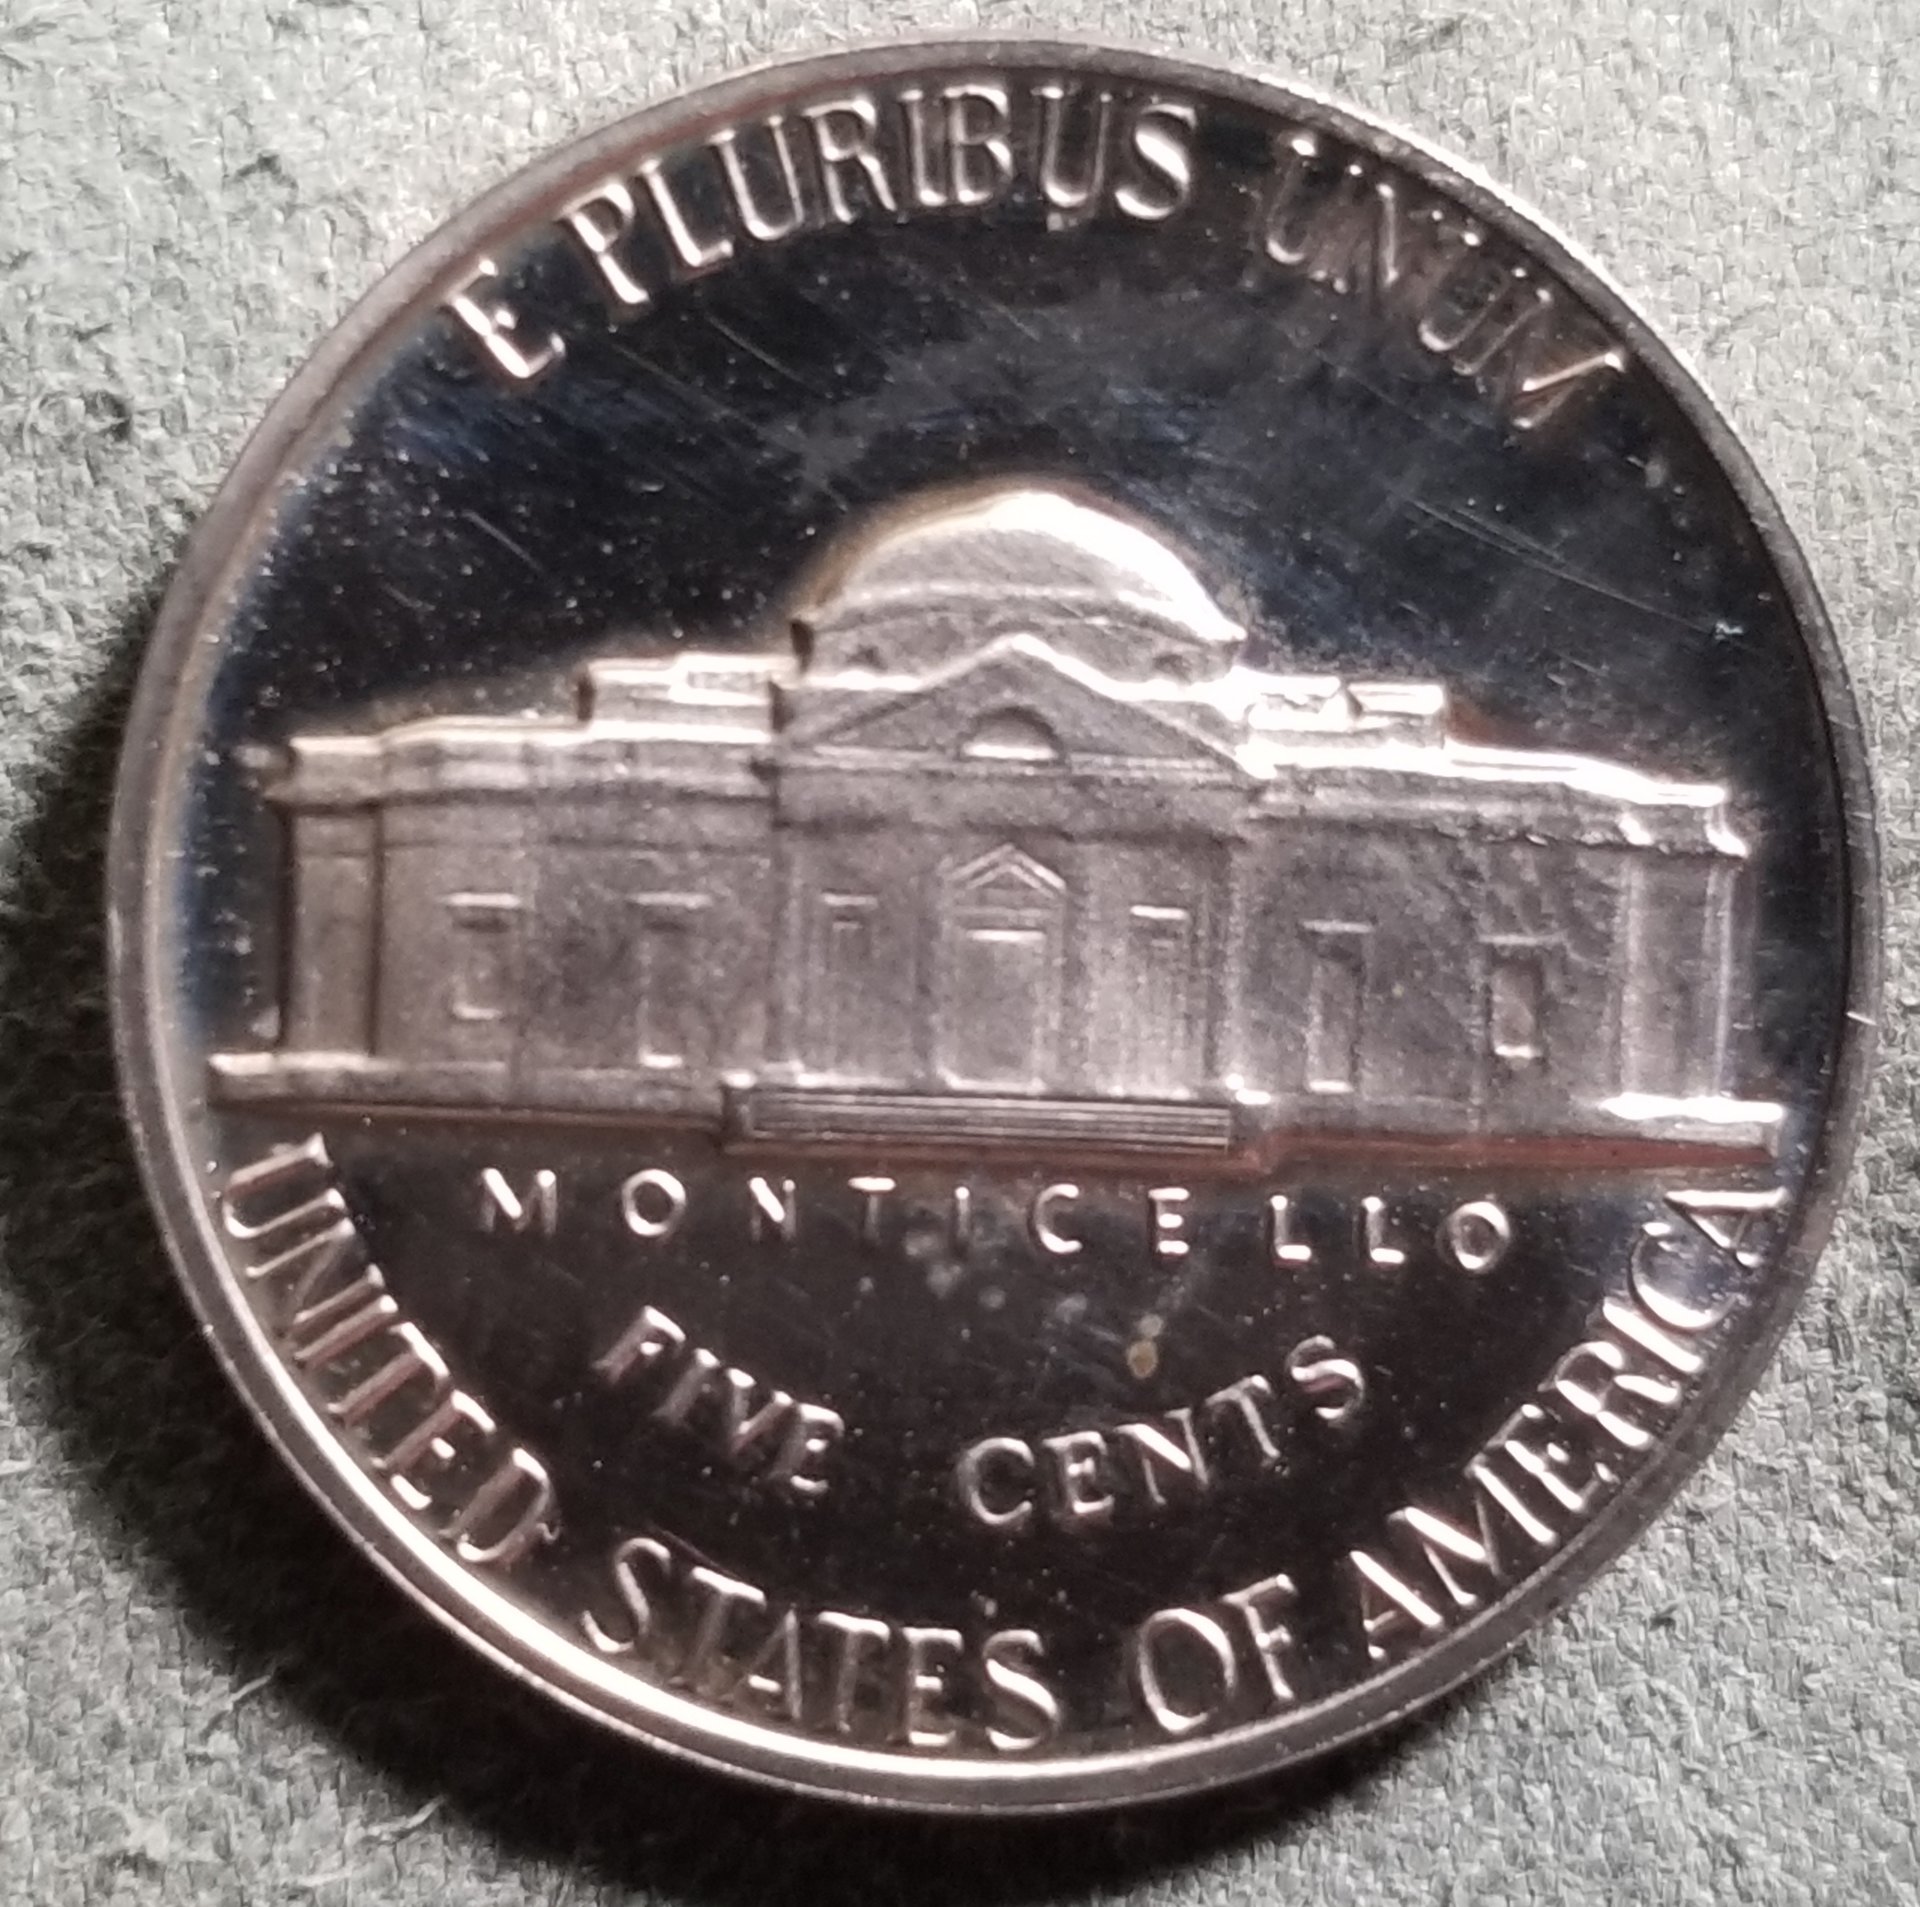 E PLURIBUS UNUM
MONTICELLO
FIVE CENTS
UNITED STATES OF AMERICA